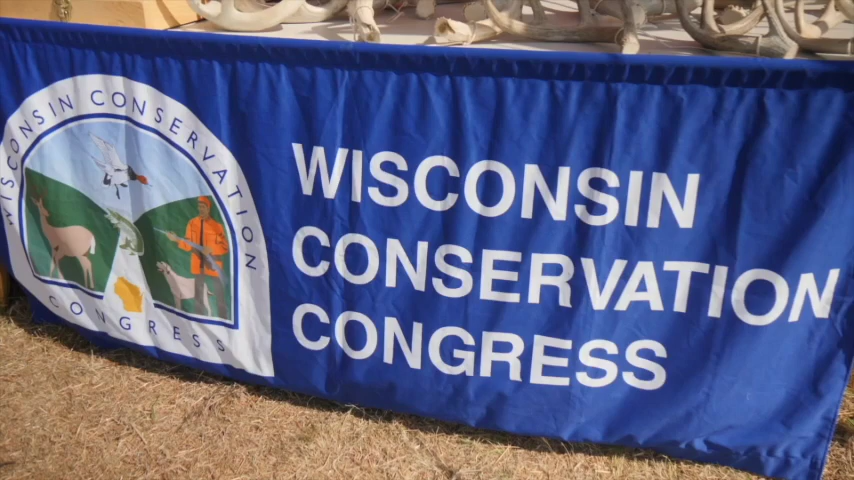 WISCONSIN CONSERVATION
CONGRESS
WISCONSIN
CONSERVATION
CONGRESS